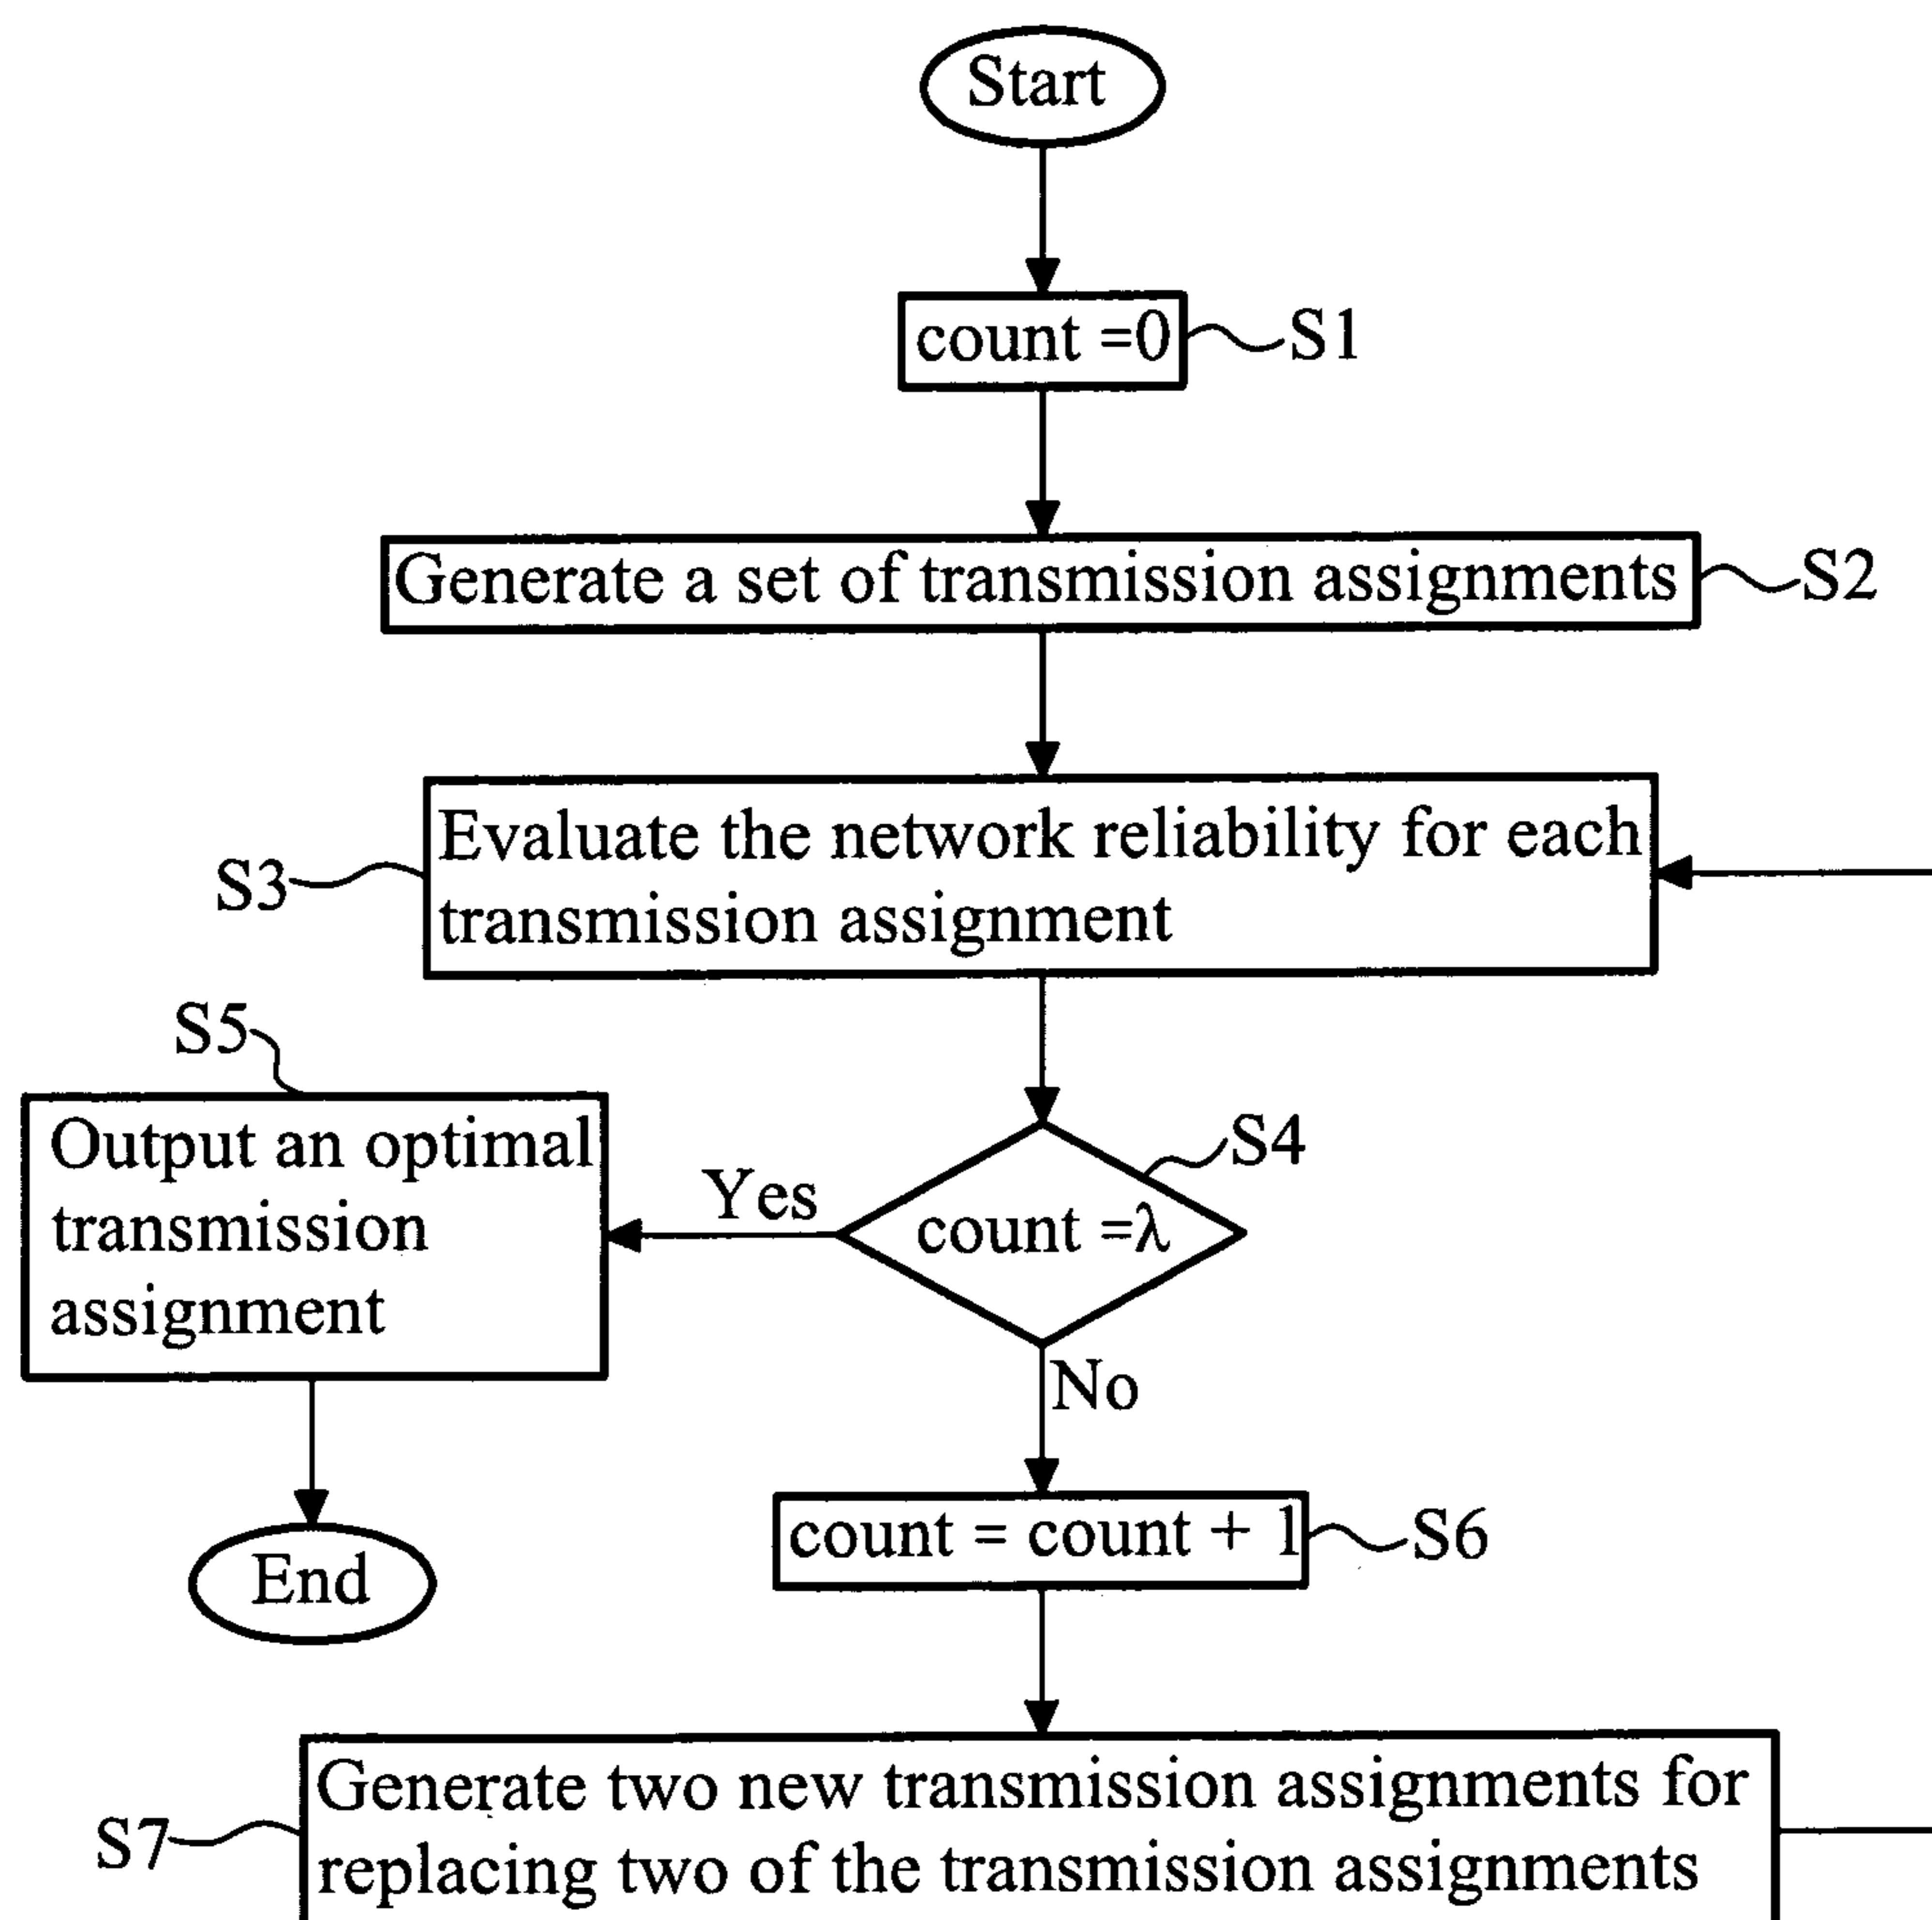 Start
count =0
S1
Generate a set of transmission assignments
S2
Evaluate the network reliability for each
transmission assignment
S3
S4
count =λ
Yes
No
S5
Output an optimal
transmission
assignment
End
count = count + 1
S6
Generate two new transmission assignments for
replacing two of the transmission assignments
S7